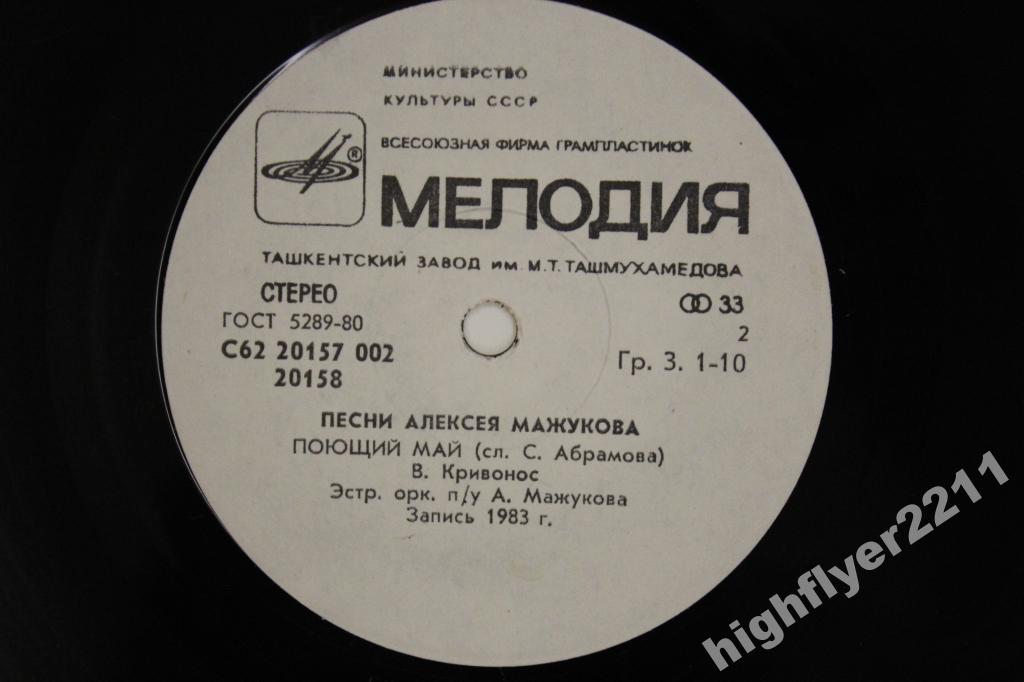 МИНИСТЕРСТВО
КУЛЬТУРЫ СССР
ВСЕСОЮЗНАЯ ФИРМА ГРАМПЛАСТИНОК
®
МЕЛОДИЯ
ТАШКЕНТСКИЙ ЗАВОД ИМ. М.Т. ТАШМУХАМЕДОВА
СТЕРЕО
33
ГОСТ 5289-80
2
С62 20157 002
Гр. 3. 1-10
20158
ПЕСНИ АЛЕКСЕЯ МАЖУКОВА
ПОЮЩИЙ МАЙ (сл. С. Абрамова)
В. Кривонос
Эстр. орк. п/у А. Мажукова
Запись 1983 г.
highflyer2211